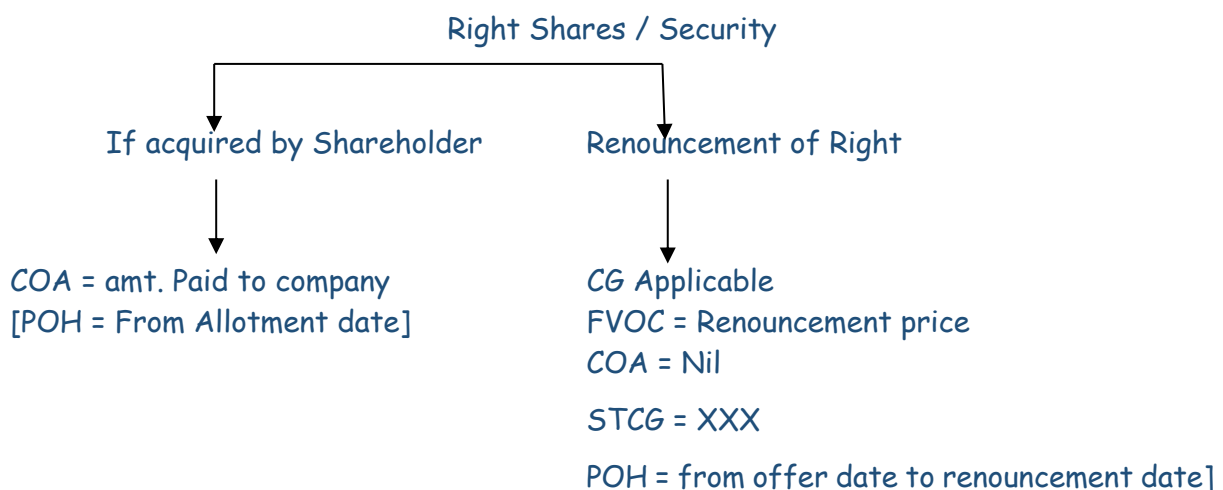 Right Shares / Security
If acquired by Shareholder
Renouncement of Right
COA = amt. Paid to company
[POH = From Allotment date]
CG Applicable
FVOC = Renouncement price
COA = Nil
STCG = XXX
POH = from offer date to renouncement date]